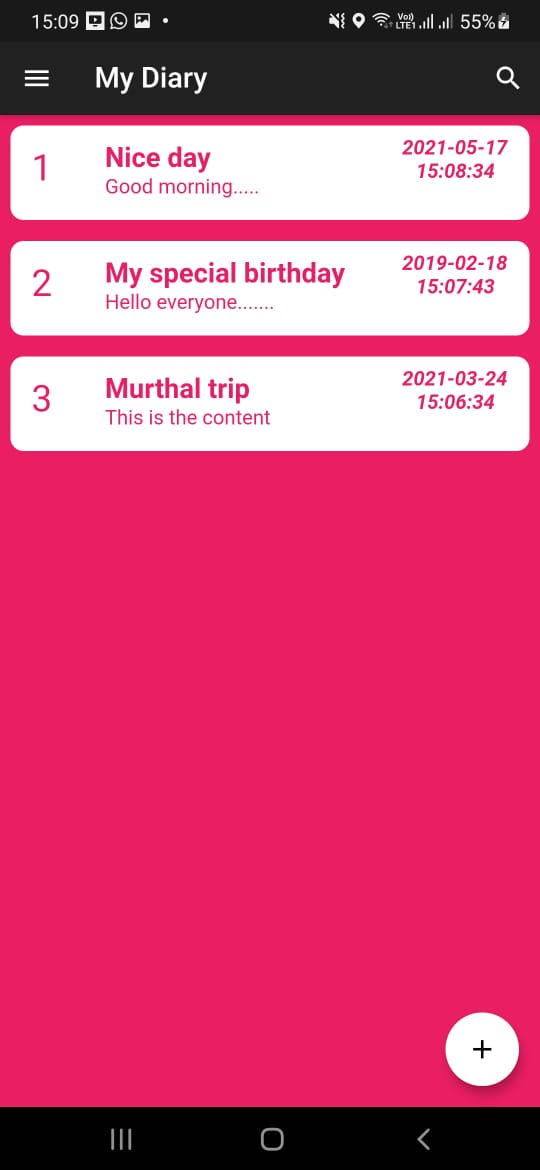 15:09
Vo)) LTE1 55%
My Diary
1
Nice day
Good morning.....
2021-05-17
15:08:34
2
My special birthday
Hello everyone.......
2019-02-18
15:07:43
3
Murthal trip
This is the content
2021-03-24
15:06:34
+